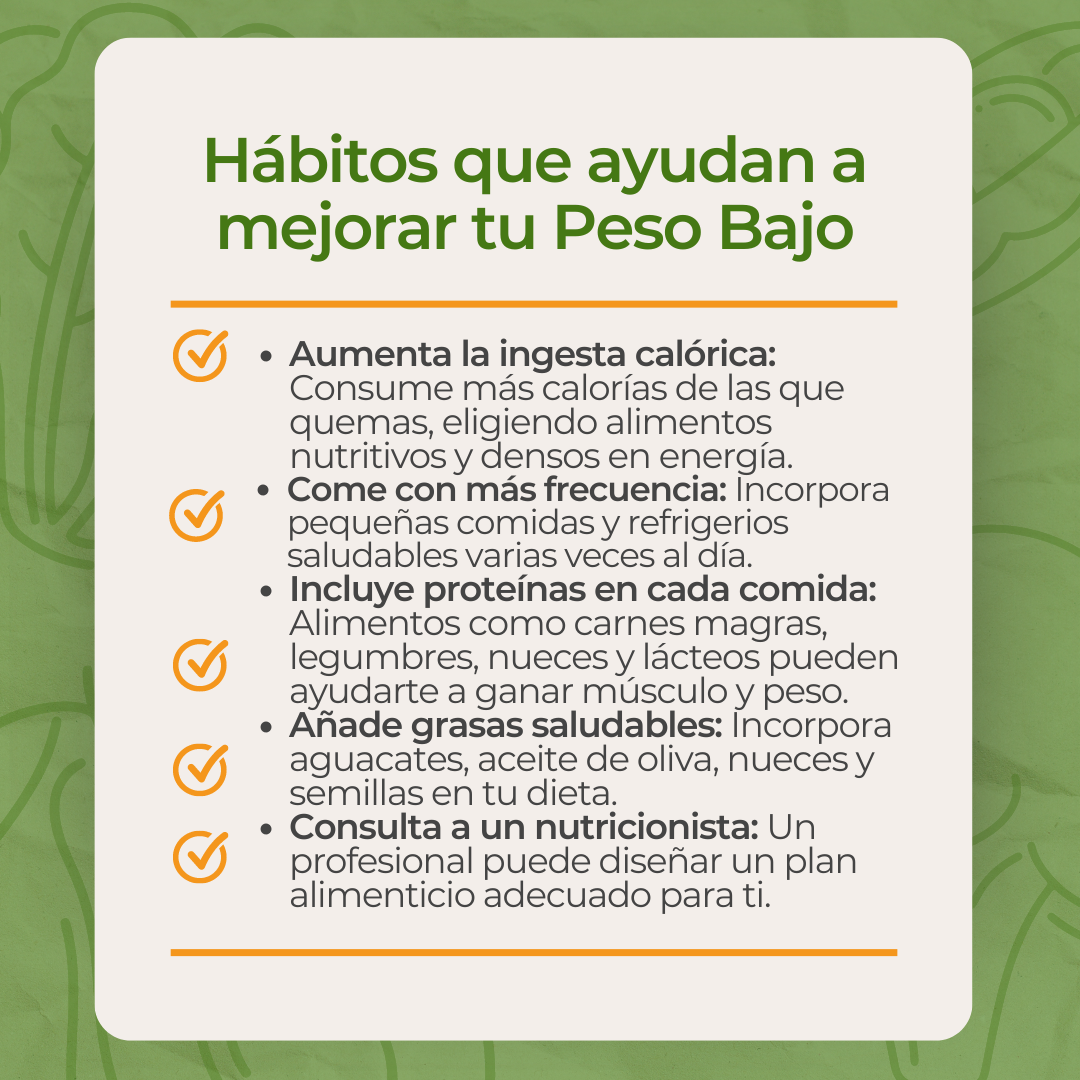 Hábitos que ayudan a
mejorar tu Peso Bajo
• Aumenta la ingesta calórica:
Consume más calorías de las que
quemas, eligiendo alimentos
nutritivos y densos en energía.
• Come con más frecuencia: Incorpora
pequeñas comidas y refrigerios
saludables varias veces al día.
• Incluye proteínas en cada comida:
Alimentos como carnes magras,
legumbres, nueces y lácteos pueden
ayudarte a ganar músculo y peso.
• Añade grasas saludables: Incorpora
aguacates, aceite de oliva, nueces y
semillas en tu dieta.
• Consulta a un nutricionista: Un
profesional puede diseñar un plan
alimenticio adecuado para ti.